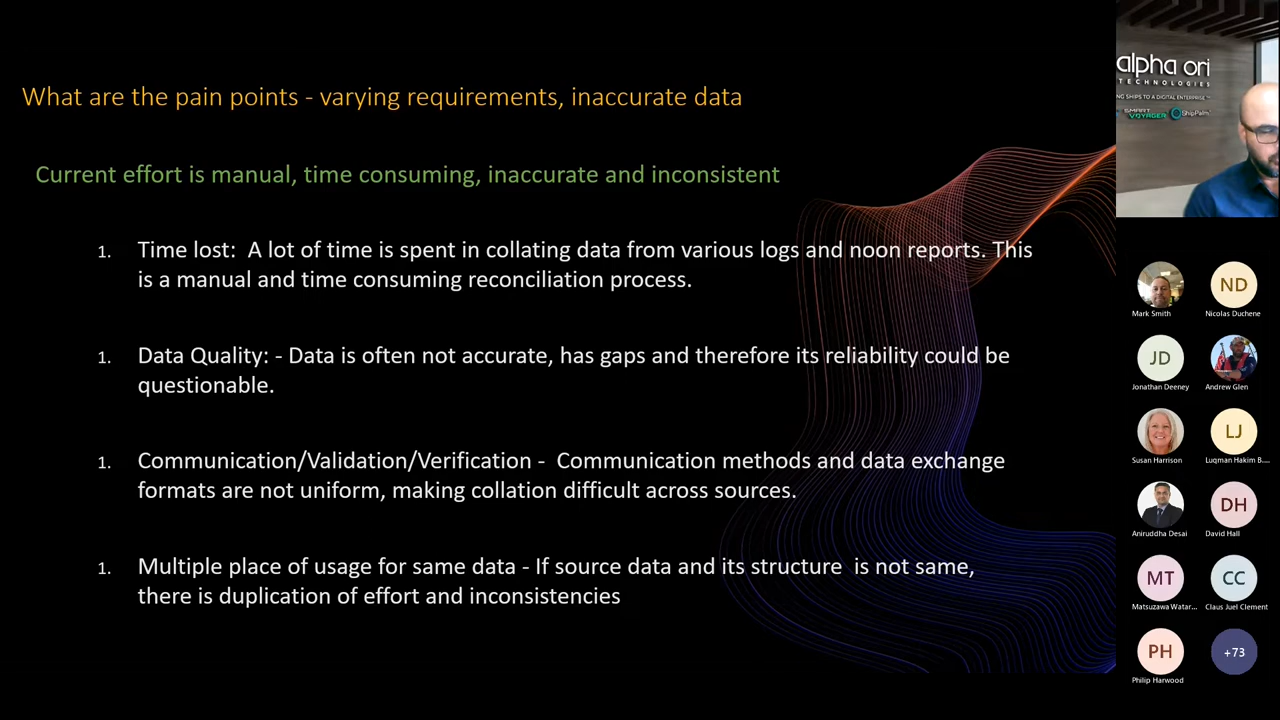 What are the pain points - varying requirements, inaccurate data
Current effort is manual, time consuming, inaccurate and inconsistent
1. Time lost:  A lot of time is spent in collating data from various logs and noon reports. This
is a manual and time consuming reconciliation process.
1. Data Quality: - Data is often not accurate, has gaps and therefore its reliability could be
questionable.
1. Communication/Validation/Verification -  Communication methods and data exchange
formats are not uniform, making collation difficult across sources.
1. Multiple place of usage for same data - If source data and its structure  is not same,
there is duplication of effort and inconsistencies
alpha ori
TECHNOLOGIES
NG SHIPS TO A DIGITAL ENTERPRISE
SMART
VOYAGER ShipPalm
Mark Smith
ND
Nicolas Duchene
JD
Jonathan Deeney
Andrew Glen
Susan Harrison
LJ
Luqman Hakim B....
Aniruddha Desai
DH
David Hall
MT
Matsuzawa Watar...
CC
Claus Juel Clement
PH
Philip Harwood
+73